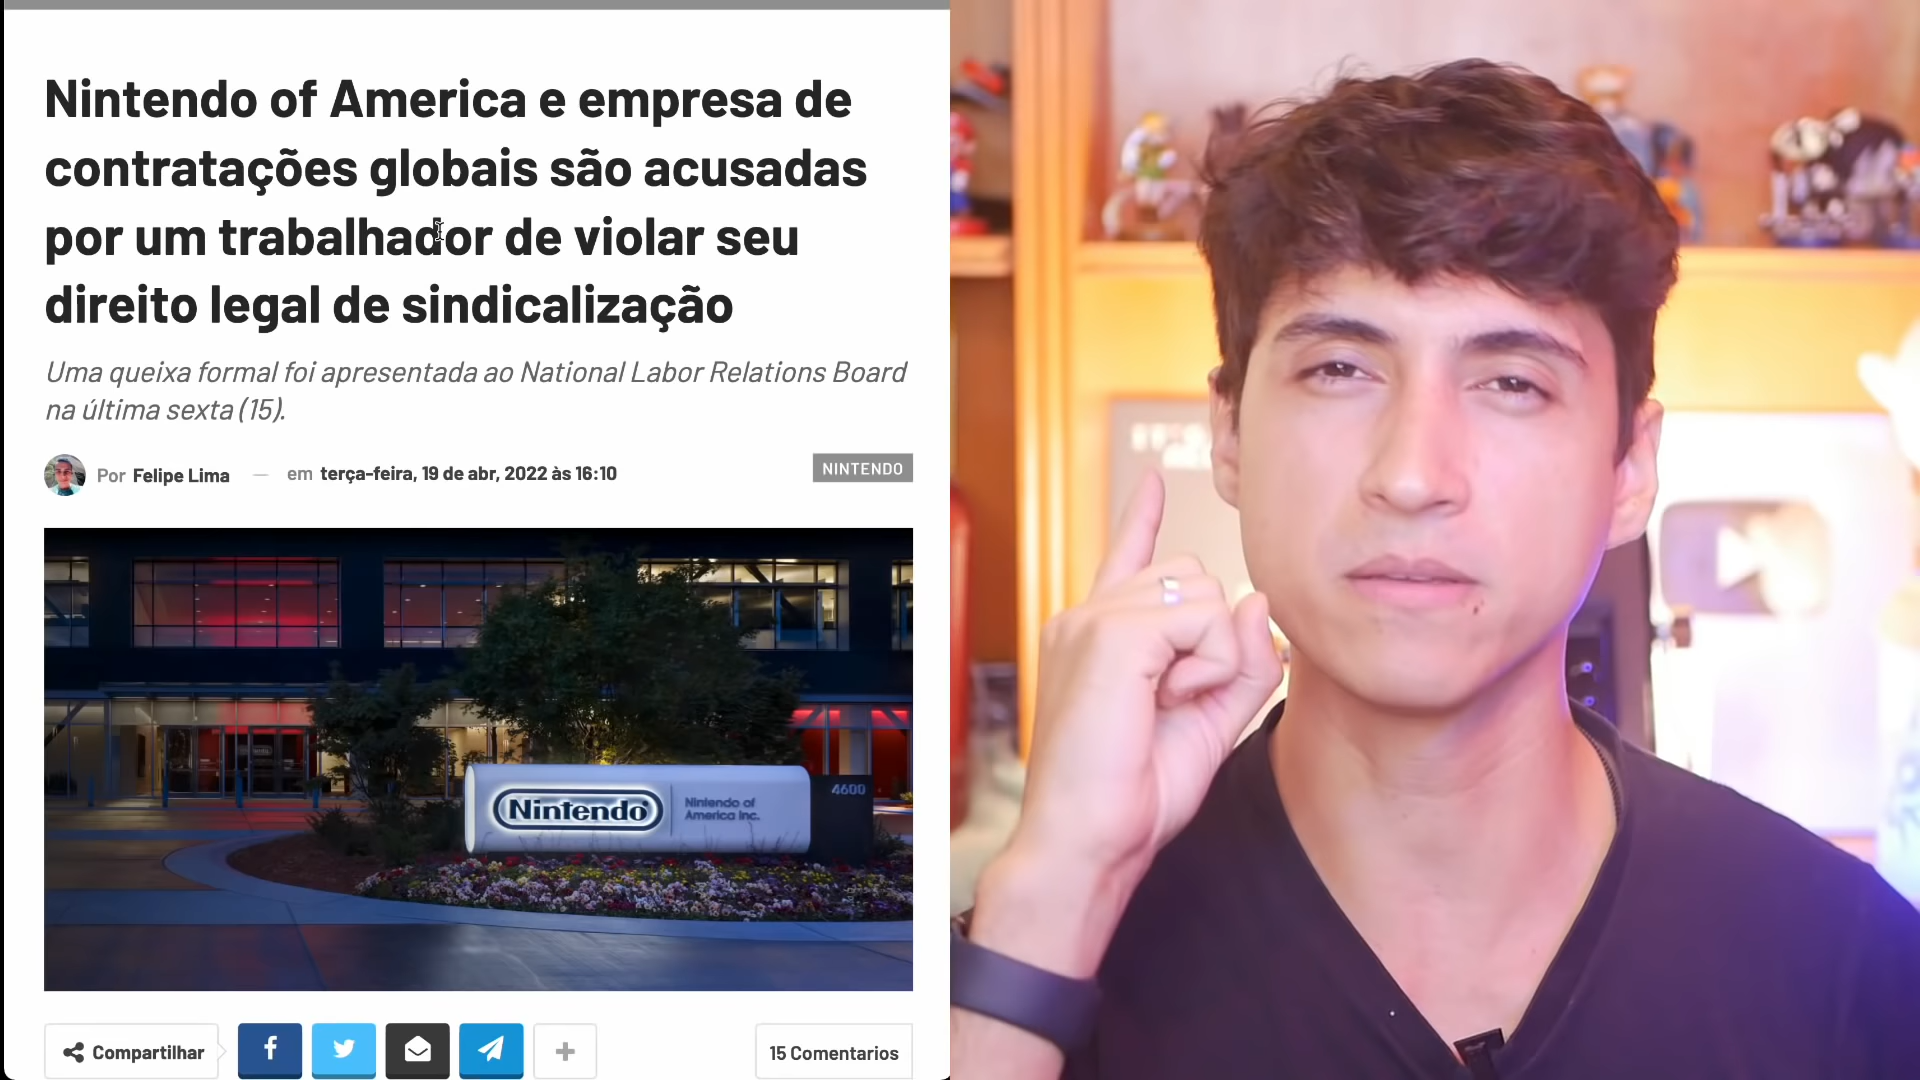 Nintendo of America e empresa de
contratações globais são acusadas
por um trabalhador de violar seu
direito legal de sindicalização
Uma queixa formal foi apresentada ao National Labor Relations Board
na última sexta (15).
Por Felipe Lima — em terça-feira, 19 de abr, 2022 às 16:10
NINTENDO
4600
Nintendo
Nintendo of
America Inc.
Compartilhar
15 Comentarios